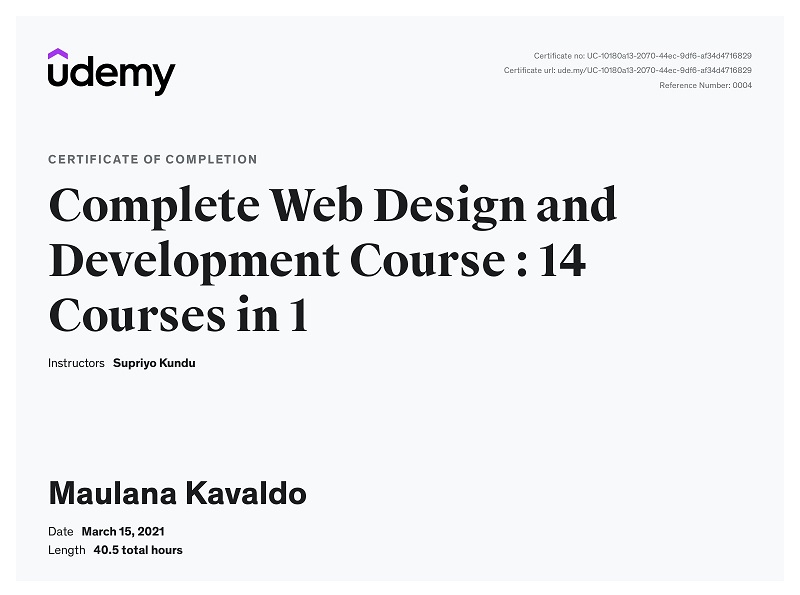 udemy
Certificate no: UC-10180a13-2070-44ec-9df6-af34d4716829
Certificate url: ude.my/UC-10180a13-2070-44ec-9df6-af34d4716829
Reference Number: 0004
CERTIFICATE OF COMPLETION
Complete Web Design and
Development Course : 14
Courses in 1
Instructors Supriyo Kundu
Maulana Kavaldo
Date March 15, 2021
Length 40.5 total hours